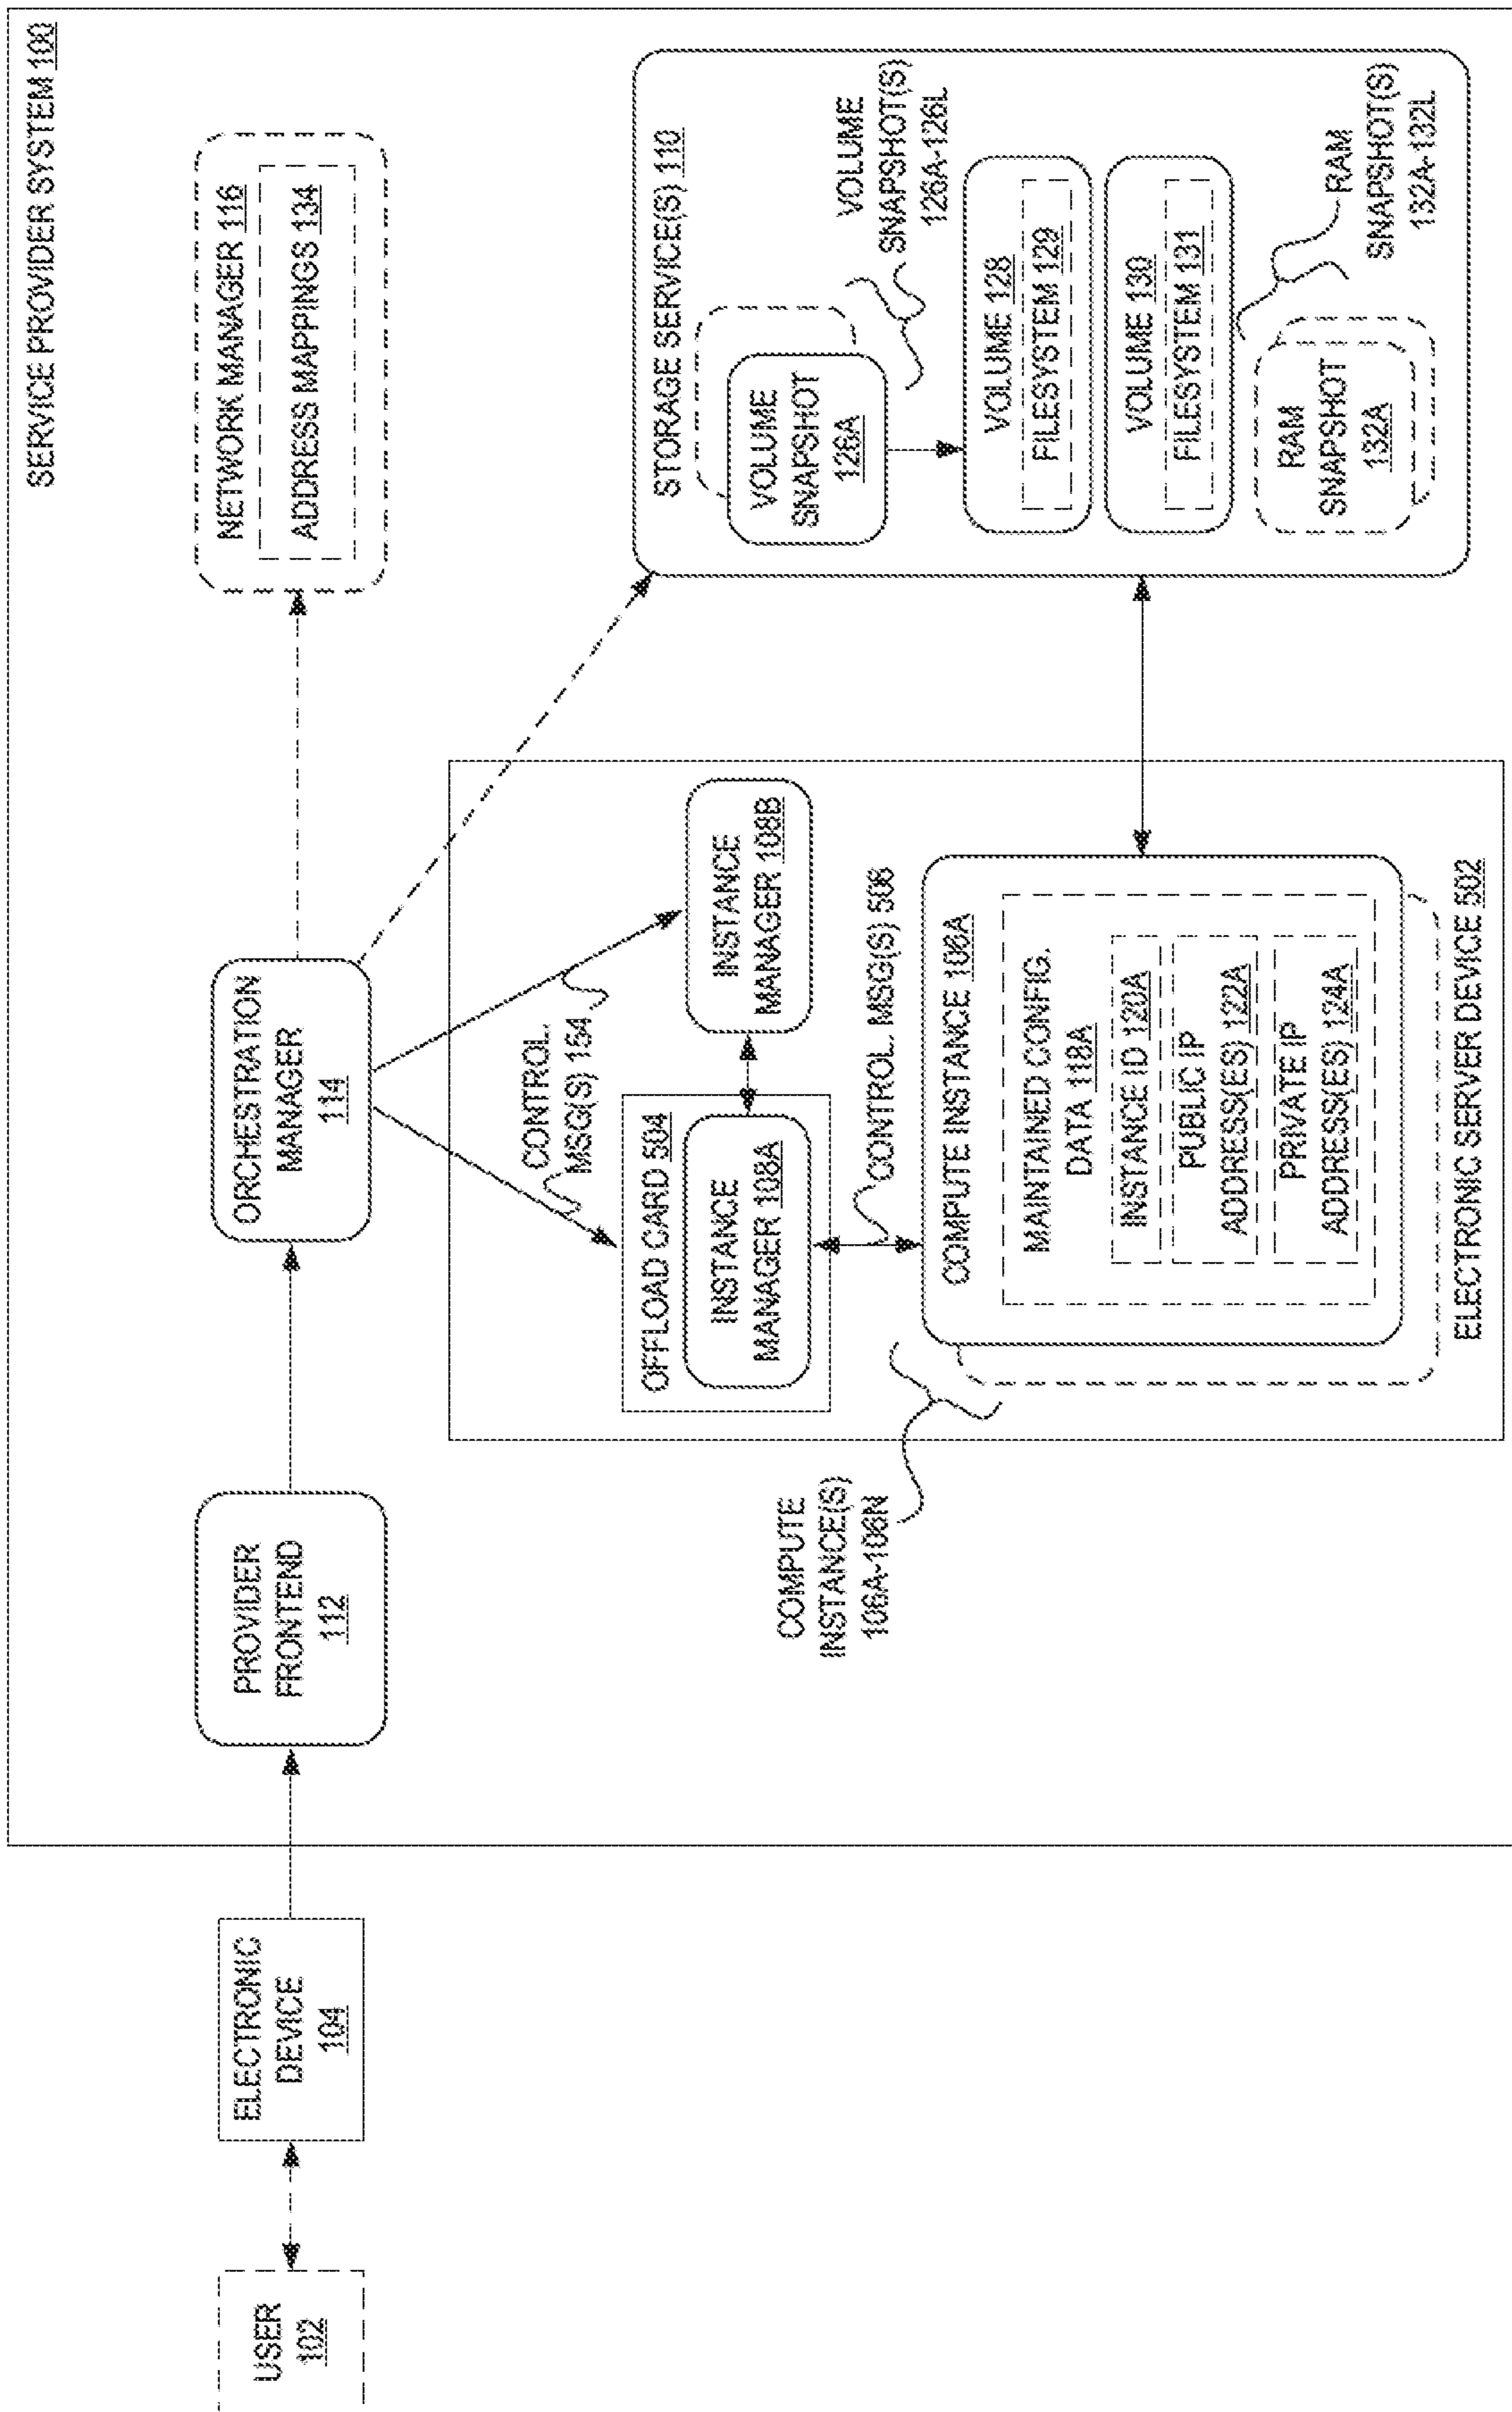 SERVICE PROVIDER SYSTEM 100
USER
102
ELECTRONIC
DEVICE
104
PROVIDER
FRONTEND
112
ORCHESTRATION
MANAGER
114
NETWORK MANAGER 116
ADDRESS MAPPINGS 134
CONTROL
MSG(S) 154
OFFLOAD CARD 504
INSTANCE
MANAGER 108A
INSTANCE
MANAGER 108B
CONTROL. MSG(S) 506
COMPUTE
INSTANCE(S)
106A-106N
COMPUTE INSTANCE 106A
MAINTAINED CONFIG.
DATA 118A
INSTANCE ID 120A
PUBLIC IP
ADDRESS(ES) 122A
PRIVATE IP
ADDRESS(ES) 124A
ELECTRONIC SERVER DEVICE 502
STORAGE SERVICE(S) 110
VOLUME
SNAPSHOT
126A
VOLUME
SNAPSHOT(S)
126A-126L
VOLUME 128
FILESYSTEM 129
VOLUME 130
FILESYSTEM 131
RAM
SNAPSHOT
132A
RAM
SNAPSHOT(S)
132A-132L